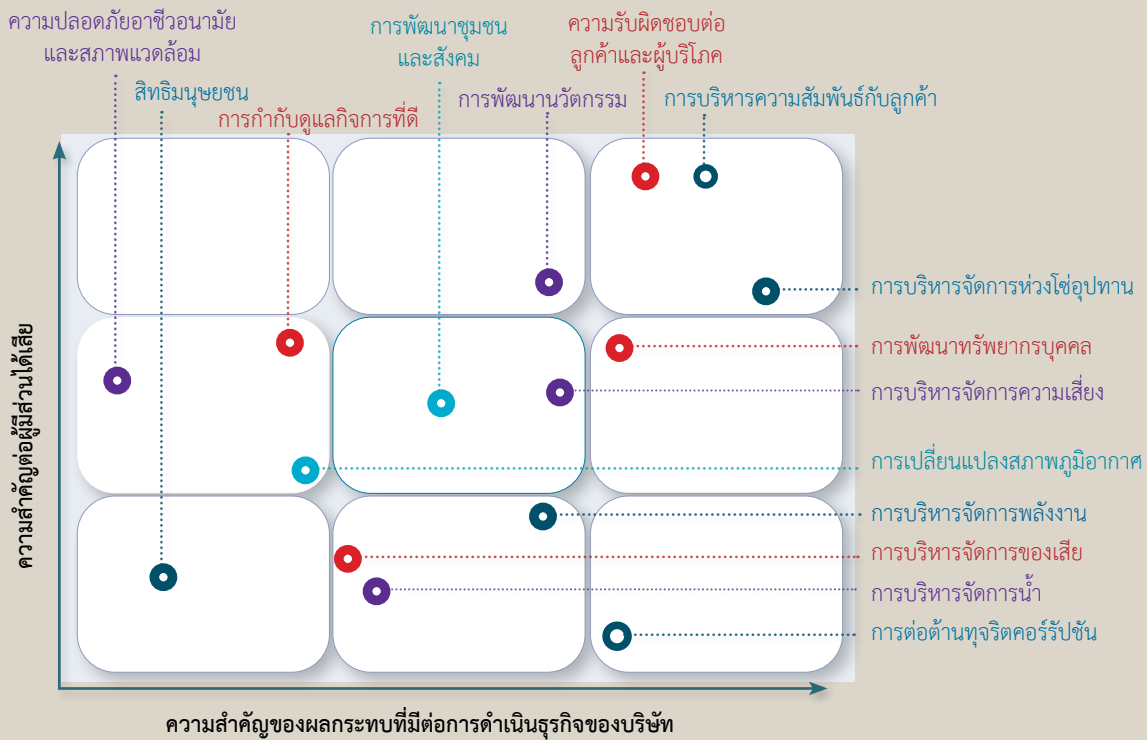 ความปลอดภัยอาชีวอนามัย
และสภาพแวดล้อม
การพัฒนาชุมชน
และสังคม
ความรับผิดชอบต่อ
ลูกค้าและผู้บริโภค
สิทธิมนุษยชน
การพัฒนานวัตกรรม
การบริหารความสัมพันธ์กับลูกค้า
การกำกับดูแลกิจการที่ดี
การบริหารจัดการห่วงโซ่อุปทาน
การพัฒนาทรัพยากรบุคคล
การบริหารจัดการความเสี่ยง
การเปลี่ยนแปลงสภาพภูมิอากาศ
การบริหารจัดการพลังงาน
การบริหารจัดการของเสีย
การบริหารจัดการน้ำ
การต่อต้านทุจริตคอร์รัปชัน
ความสำคัญต่อผู้มีส่วนได้เสีย
ความสำคัญของผลกระทบที่มีต่อการดำเนินธุรกิจของบริษัท